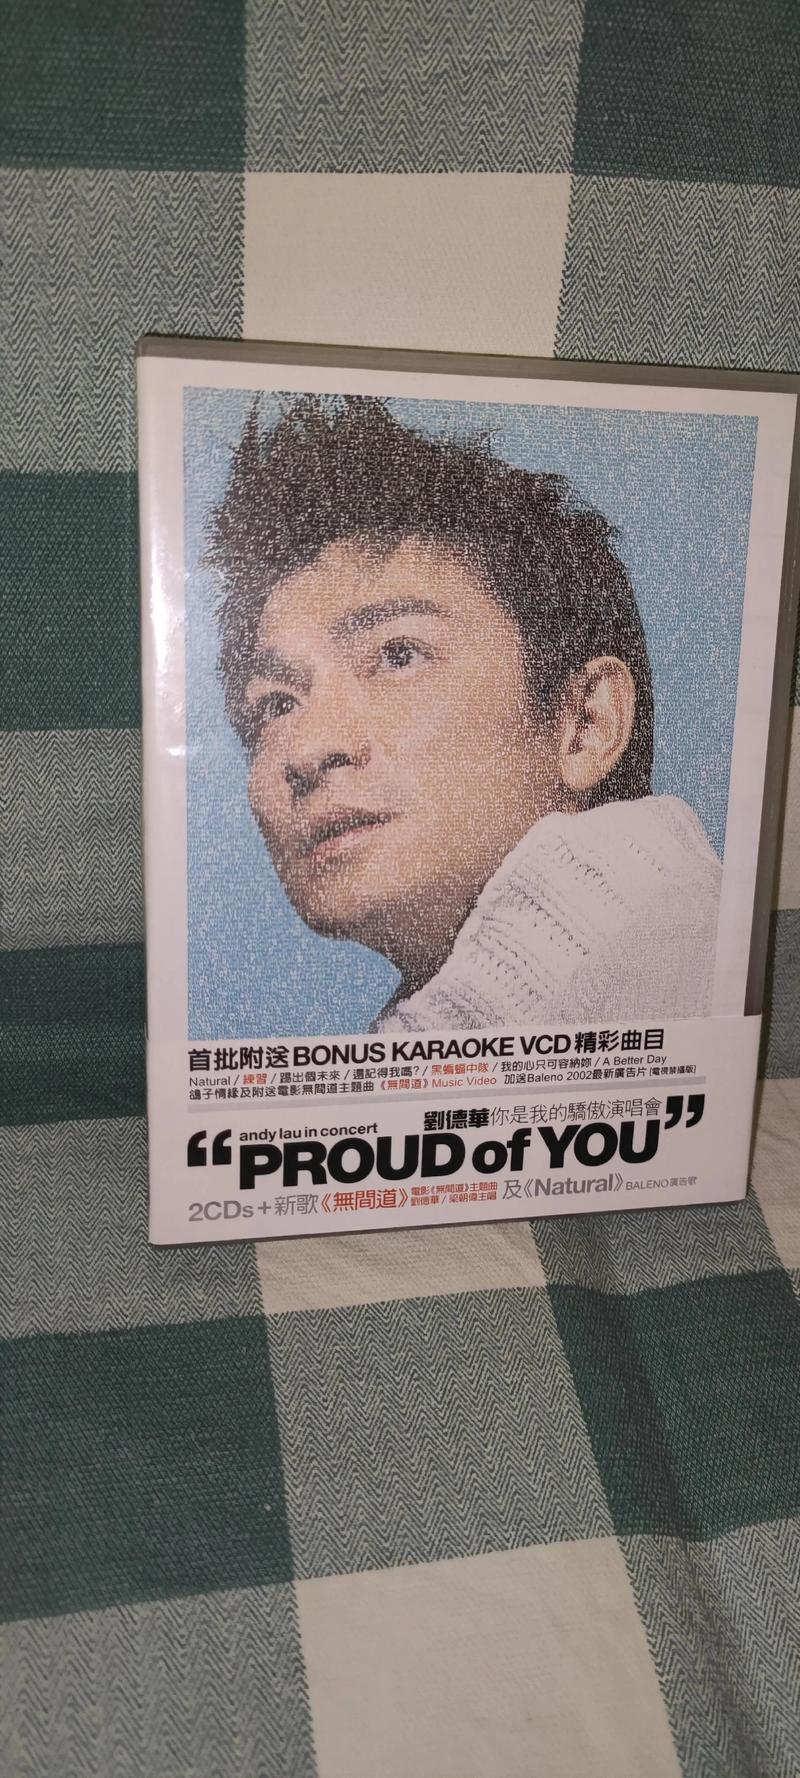 首批附送BONUS KARAOKE VCD精彩曲目
Natural / 練習 / 踢出個未來 / 還記得我嗎? / 黑蝙蝠中隊 / 我的心只可容納妳 / A Better Day
鴿子情緣及附送電影無間道主題曲《無間道》Music Video 加送Baleno 2002最新廣告片[電視禁播版]
劉德華你是我的驕傲演唱會
andy lau in concert
“PROUD of YOU”
2CDs+新歌《無間道》電影《無間道》主題曲 劉德華/梁朝偉主唱 及《Natural》BALENO廣告歌